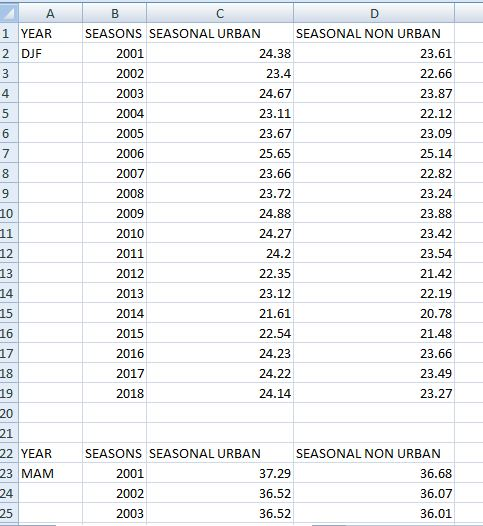 A B C D
1 YEAR SEASONS SEASONAL URBAN SEASONAL NON URBAN
2 DJF 2001 24.38 23.61
3 2002 23.4 22.66
4 2003 24.67 23.87
5 2004 23.11 22.12
6 2005 23.67 23.09
7 2006 25.65 25.14
8 2007 23.66 22.82
9 2008 23.72 23.24
10 2009 24.88 23.88
11 2010 24.27 23.42
12 2011 24.2 23.54
13 2012 22.35 21.42
14 2013 23.12 22.19
15 2014 21.61 20.78
16 2015 22.54 21.48
17 2016 24.23 23.66
18 2017 24.22 23.49
19 2018 24.14 23.27
20
21
22 YEAR SEASONS SEASONAL URBAN SEASONAL NON URBAN
23 MAM 2001 37.29 36.68
24 2002 36.52 36.07
25 2003 36.52 36.01